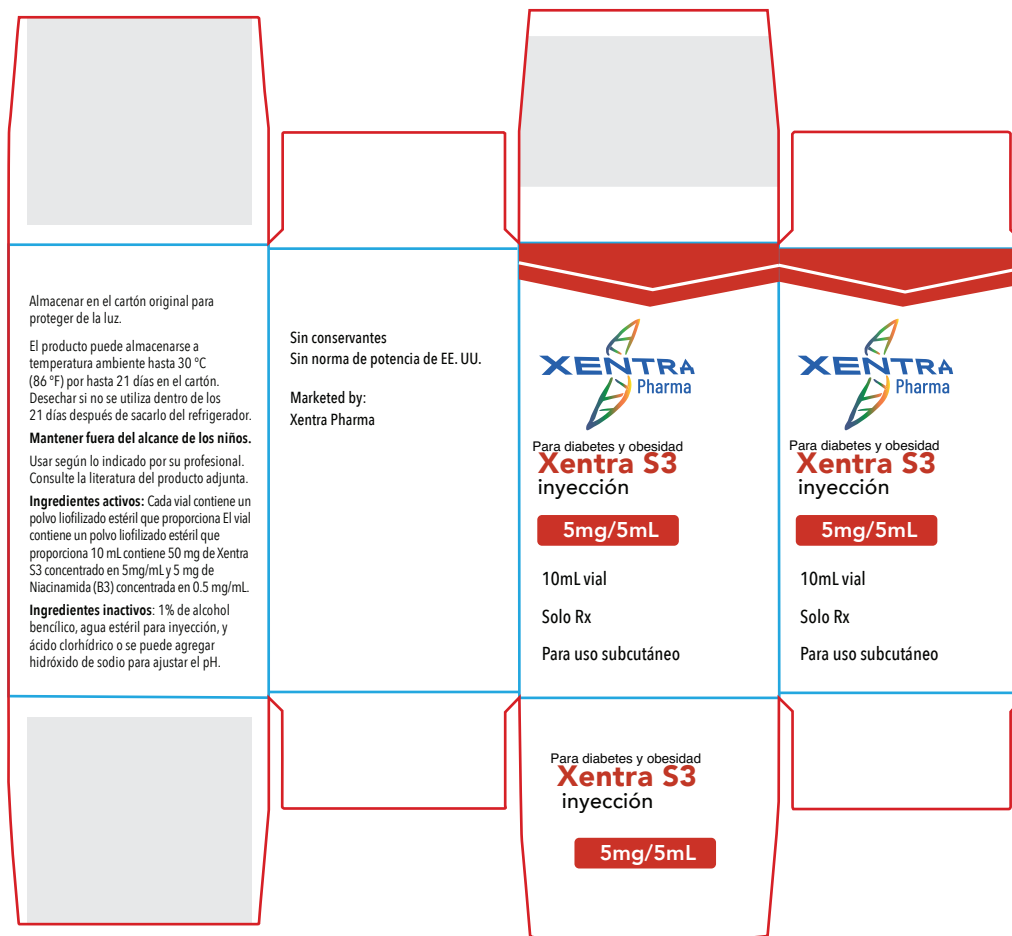 Almacenar en el cartón original para
proteger de la luz.
El producto puede almacenarse a
temperatura ambiente hasta 30 °C
(86 °F) por hasta 21 días en el cartón.
Desechar si no se utiliza dentro de los
21 días después de sacarlo del refrigerador.
Mantener fuera del alcance de los niños.
Usar según lo indicado por su profesional.
Consulte la literatura del producto adjunta.
Ingredientes activos: Cada vial contiene un
polvo liofilizado estéril que proporciona El vial
contiene un polvo liofilizado estéril que
proporciona 10 mL contiene 50 mg de Xentra
S3 concentrado en 5mg/mL y 5 mg de
Niacinamida (B3) concentrada en 0.5 mg/mL.
Ingredientes inactivos: 1% de alcohol
bencílico, agua estéril para inyección, y
ácido clorhídrico o se puede agregar
hidróxido de sodio para ajustar el pH.
Sin conservantes
Sin norma de potencia de EE. UU.
Marketed by:
Xentra Pharma
XENTRA
Pharma
Para diabetes y obesidad
Xentra S3
inyección
5mg/5mL
10mL vial
Solo Rx
Para uso subcutáneo
XENTRA
Pharma
Para diabetes y obesidad
Xentra S3
inyección
5mg/5mL
10mL vial
Solo Rx
Para uso subcutáneo
Para diabetes y obesidad
Xentra S3
inyección
5mg/5mL